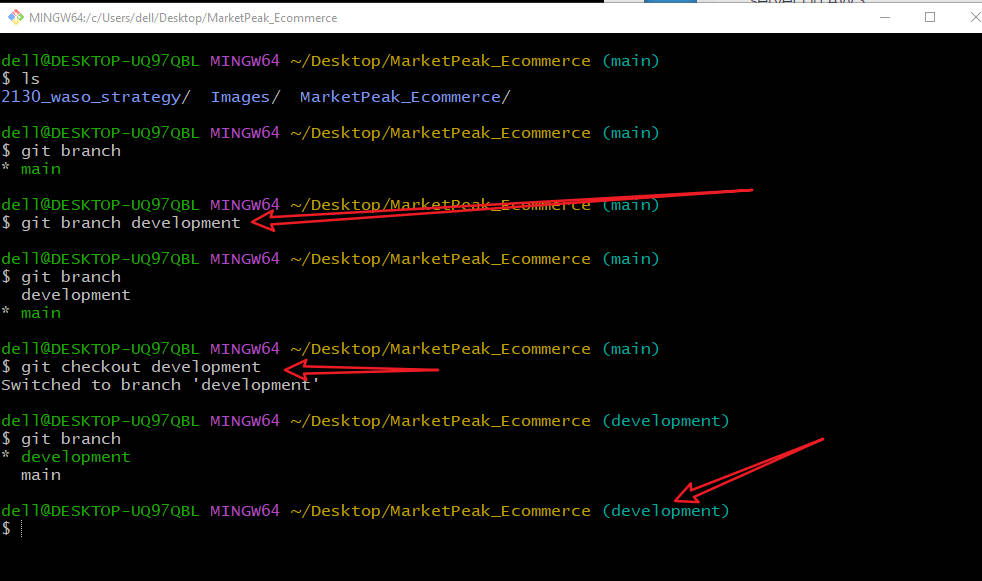 server on AWS
MINGW64:/c/Users/dell/Desktop/MarketPeak_Ecommerce
dell@DESKTOP-UQ97QBL MINGW64 ~/Desktop/MarketPeak_Ecommerce (main)
$ ls
2130_waso_strategy/  Images/  MarketPeak_Ecommerce/
dell@DESKTOP-UQ97QBL MINGW64 ~/Desktop/MarketPeak_Ecommerce (main)
$ git branch
* main
dell@DESKTOP-UQ97QBL MINGW64 ~/Desktop/MarketPeak_Ecommerce (main)
$ git branch development
dell@DESKTOP-UQ97QBL MINGW64 ~/Desktop/MarketPeak_Ecommerce (main)
$ git branch
  development
* main
dell@DESKTOP-UQ97QBL MINGW64 ~/Desktop/MarketPeak_Ecommerce (main)
$ git checkout development
Switched to branch 'development'
dell@DESKTOP-UQ97QBL MINGW64 ~/Desktop/MarketPeak_Ecommerce (development)
$ git branch
* development
  main
dell@DESKTOP-UQ97QBL MINGW64 ~/Desktop/MarketPeak_Ecommerce (development)
$